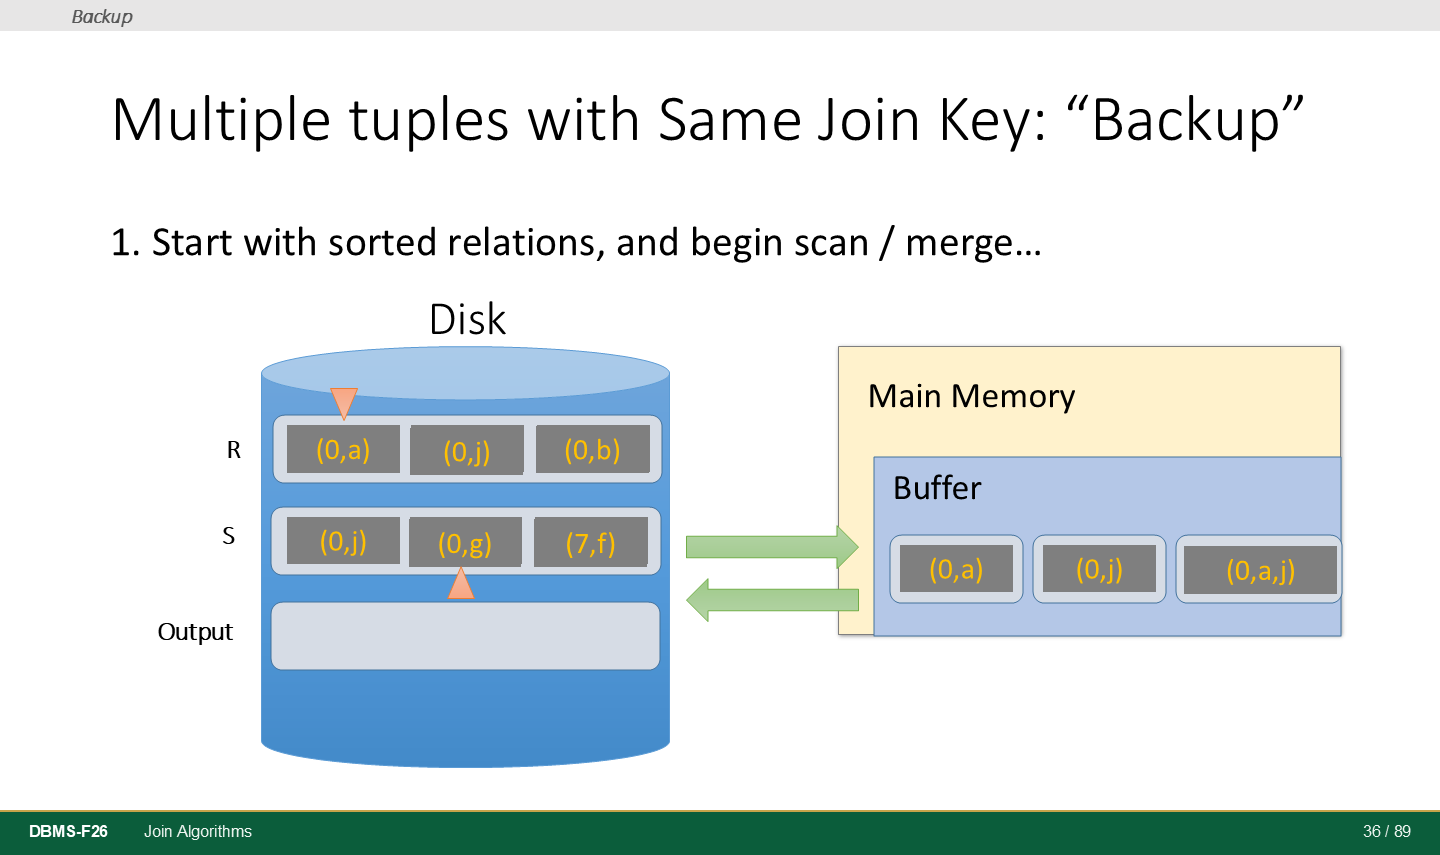 Backup
Multiple tuples with Same Join Key: “Backup”
1. Start with sorted relations, and begin scan / merge…
Disk
R
(0,a) (0,j) (0,b)
S
(0,j) (0,g) (7,f)
Output
Main Memory
Buffer
(0,a) (0,j) (0,a,j)
DBMS-F26 Join Algorithms 36 / 89